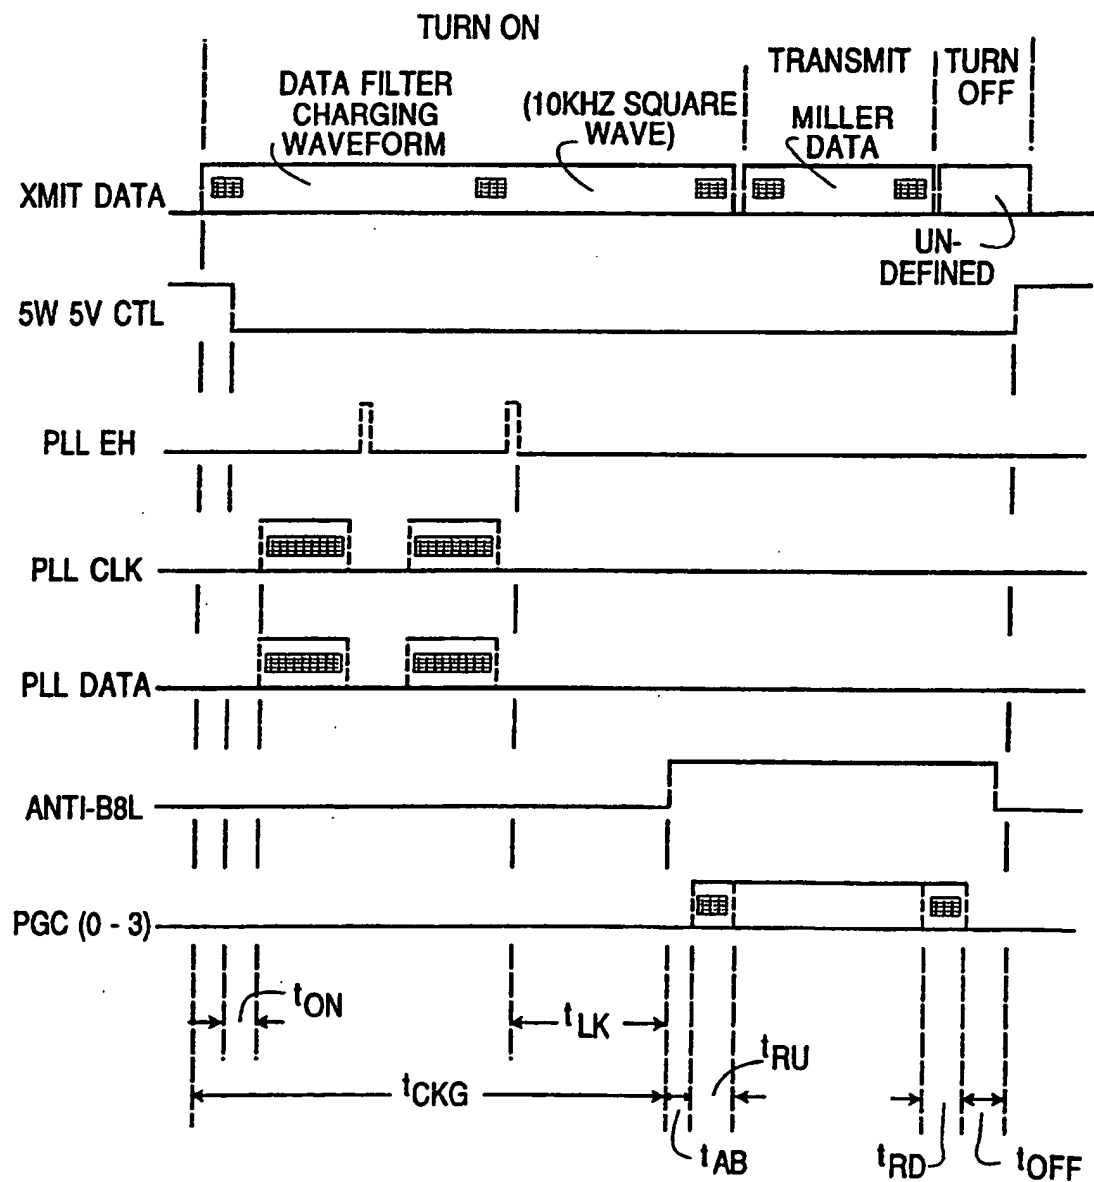 TURN ON
TRANSMIT
TURN
OFF
DATA FILTER
CHARGING
WAVEFORM
(10KHZ SQUARE
WAVE)
MILLER
DATA
XMIT DATA
UN-
DEFINED
5W 5V CTL
PLL EH
PLL CLK
PLL DATA
ANTI-B8L
PGC (0 - 3)
tON
tLK
tRU
tCKG
tAB
tRD
tOFF